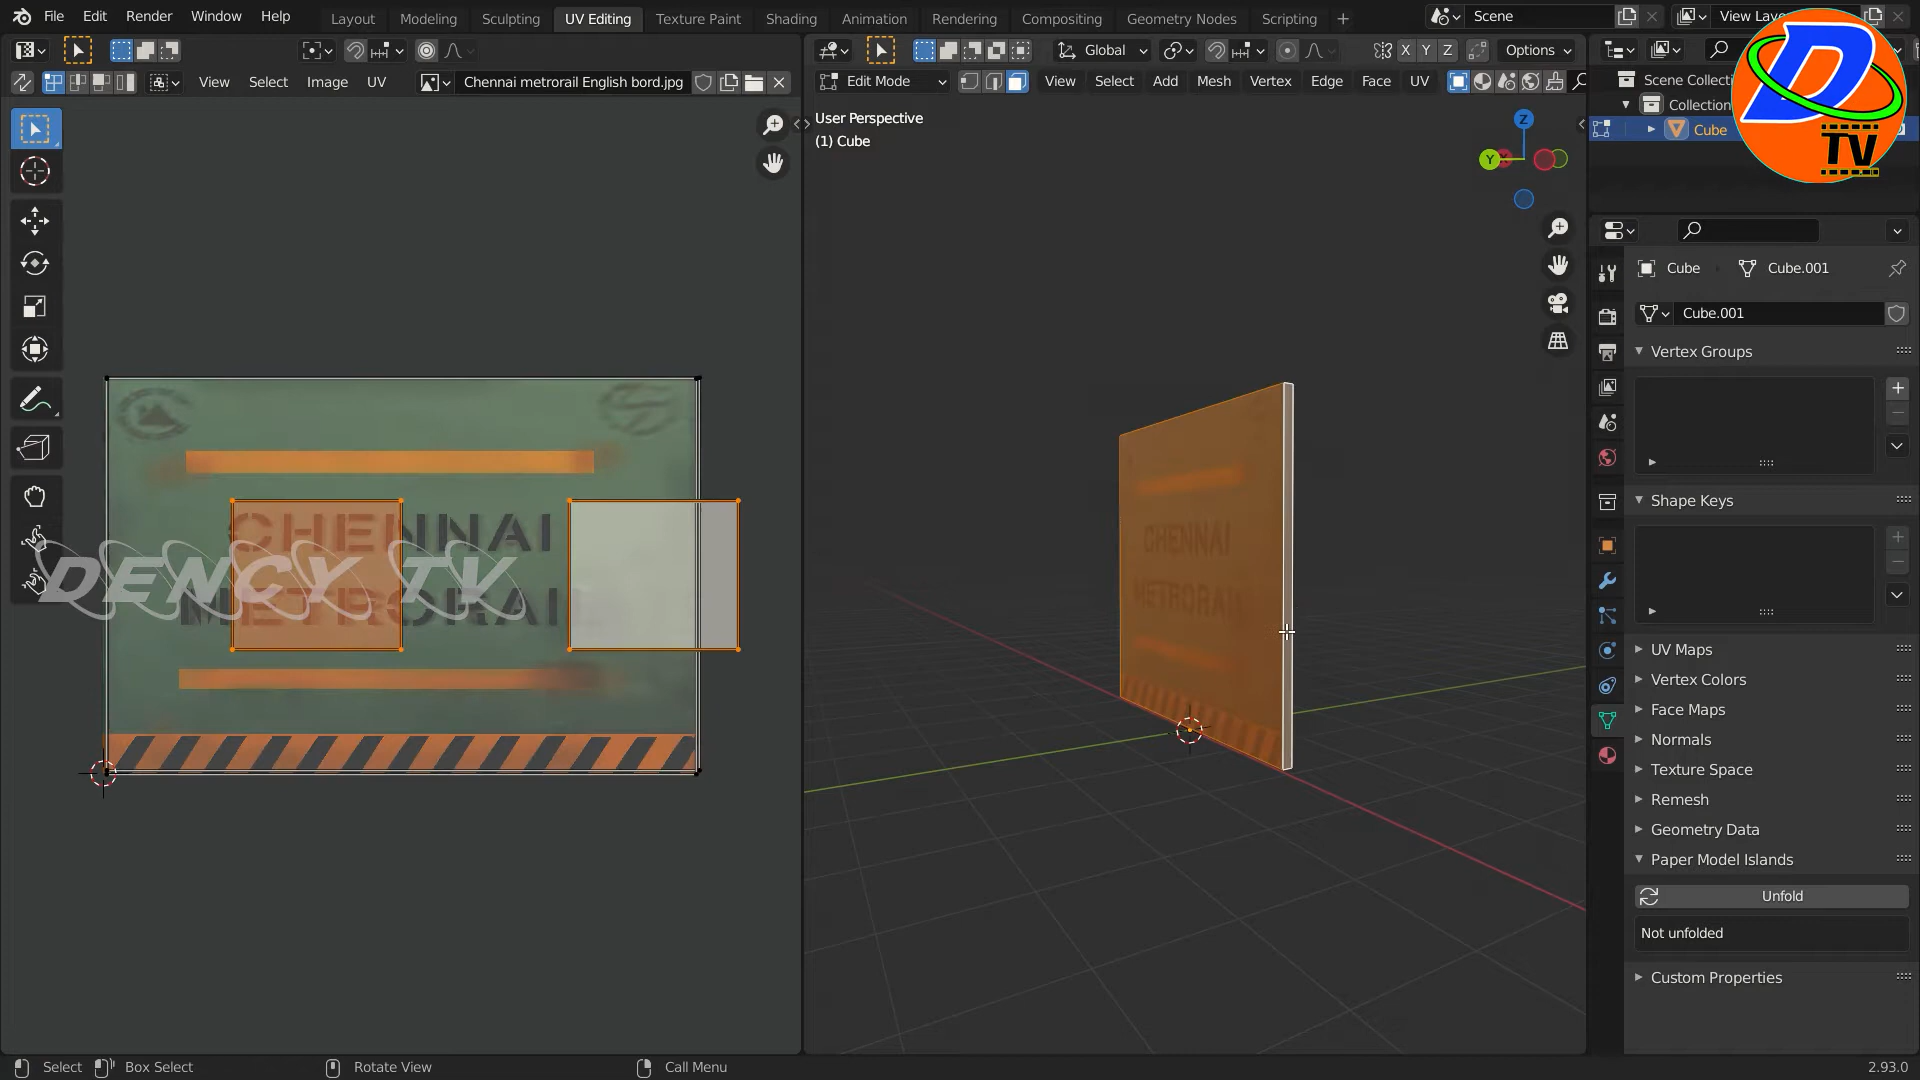 File Edit Render Window Help Layout Modeling Sculpting UV Editing Texture Paint Shading Animation Rendering Compositing Geometry Nodes Scripting + Scene View Laye
Global Options
View Select Image UV Chennai metrorail English bord.jpg Edit Mode View Select Add Mesh Vertex Edge Face UV Scene Collecti
Collection
Cube
D
TV
User Perspective
(1) Cube
X Y Z
Z
Y
Cube Cube.001
Cube.001
Vertex Groups
Shape Keys
CHENNAI
METRORAIL
DENCY TV
CHENNAI
METRORAIL
UV Maps
Vertex Colors
Face Maps
Normals
Texture Space
Remesh
Geometry Data
Paper Model Islands
Unfold
Not unfolded
Custom Properties
Select Box Select Rotate View Call Menu 2.93.0